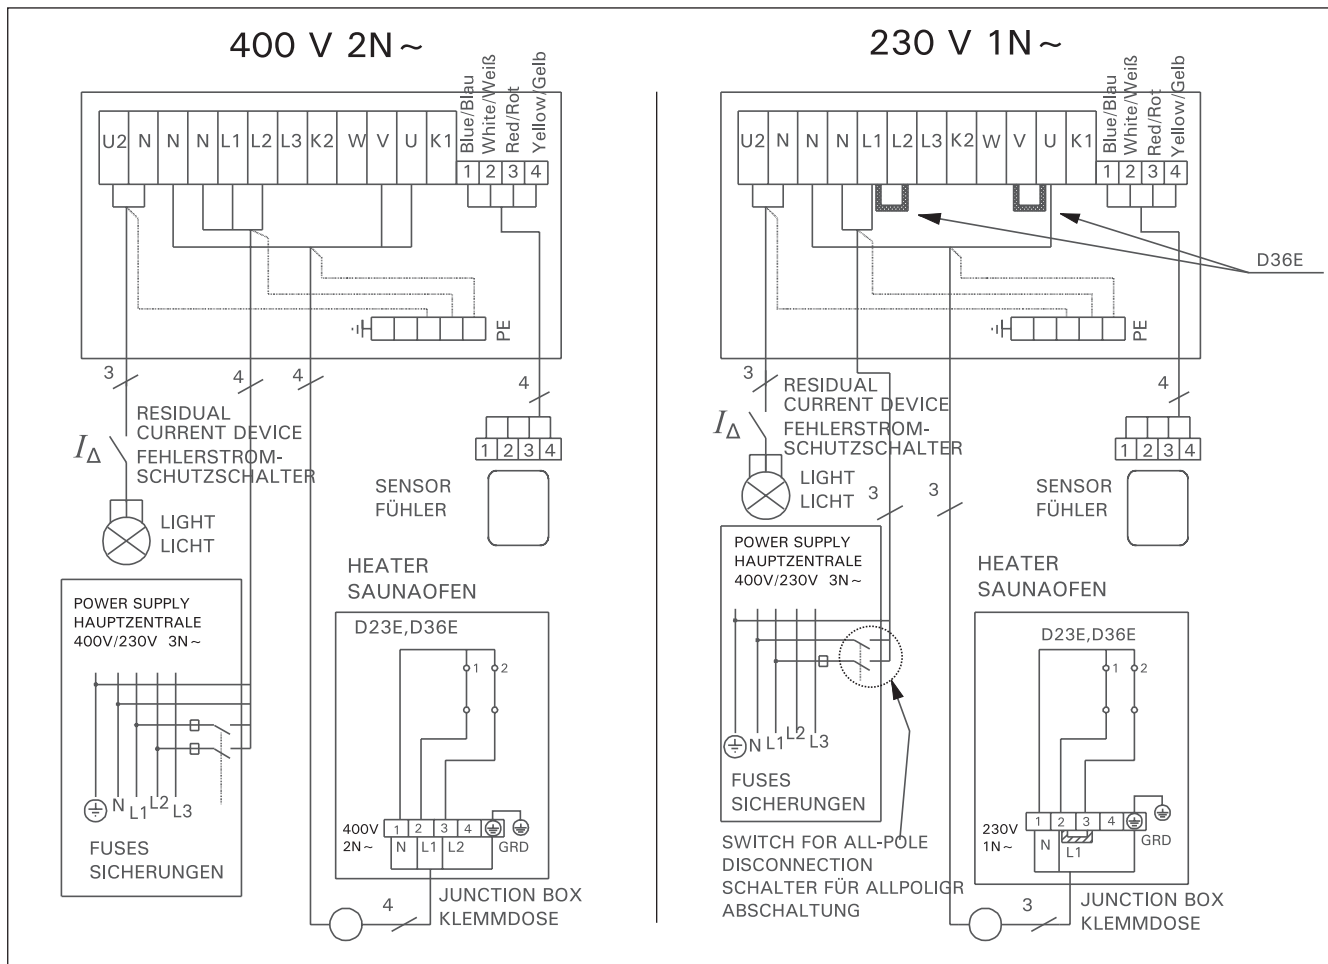 400 V 2N~
Blue/Blau
White/Weiß
Red/Rot
Yellow/Gelb
U2 N N N L1 L2 L3 K2 W V U K1
1 2 3 4
PE
3
4
4
4
RESIDUAL
CURRENT DEVICE
FEHLERSTROM-
SCHUTZSCHALTER
I∆
1 2 3 4
SENSOR
FÜHLER
LIGHT
LICHT
HEATER
SAUNAOFEN
POWER SUPPLY
HAUPTZENTRALE
400V/230V 3N~
N L1 L2 L3
FUSES
SICHERUNGEN
D23E,D36E
1 2
400V
2N~
1 2 3 4
N L1 L2
GRD
4
JUNCTION BOX
KLEMMDOSE
230 V 1N~
Blue/Blau
White/Weiß
Red/Rot
Yellow/Gelb
U2 N N N L1 L2 L3 K2 W V U K1
1 2 3 4
D36E
PE
3
4
RESIDUAL
CURRENT DEVICE
FEHLERSTROM-
SCHUTZSCHALTER
I∆
1 2 3 4
LIGHT
LICHT
3
3
SENSOR
FÜHLER
POWER SUPPLY
HAUPTZENTRALE
400V/230V 3N~
N L1 L2 L3
FUSES
SICHERUNGEN
SWITCH FOR ALL-POLE
DISCONNECTION
SCHALTER FÜR ALLPOLIGR
ABSCHALTUNG
HEATER
SAUNAOFEN
D23E,D36E
1 2
230V
1N~
1 2 3 4
N L1
GRD
3
JUNCTION BOX
KLEMMDOSE